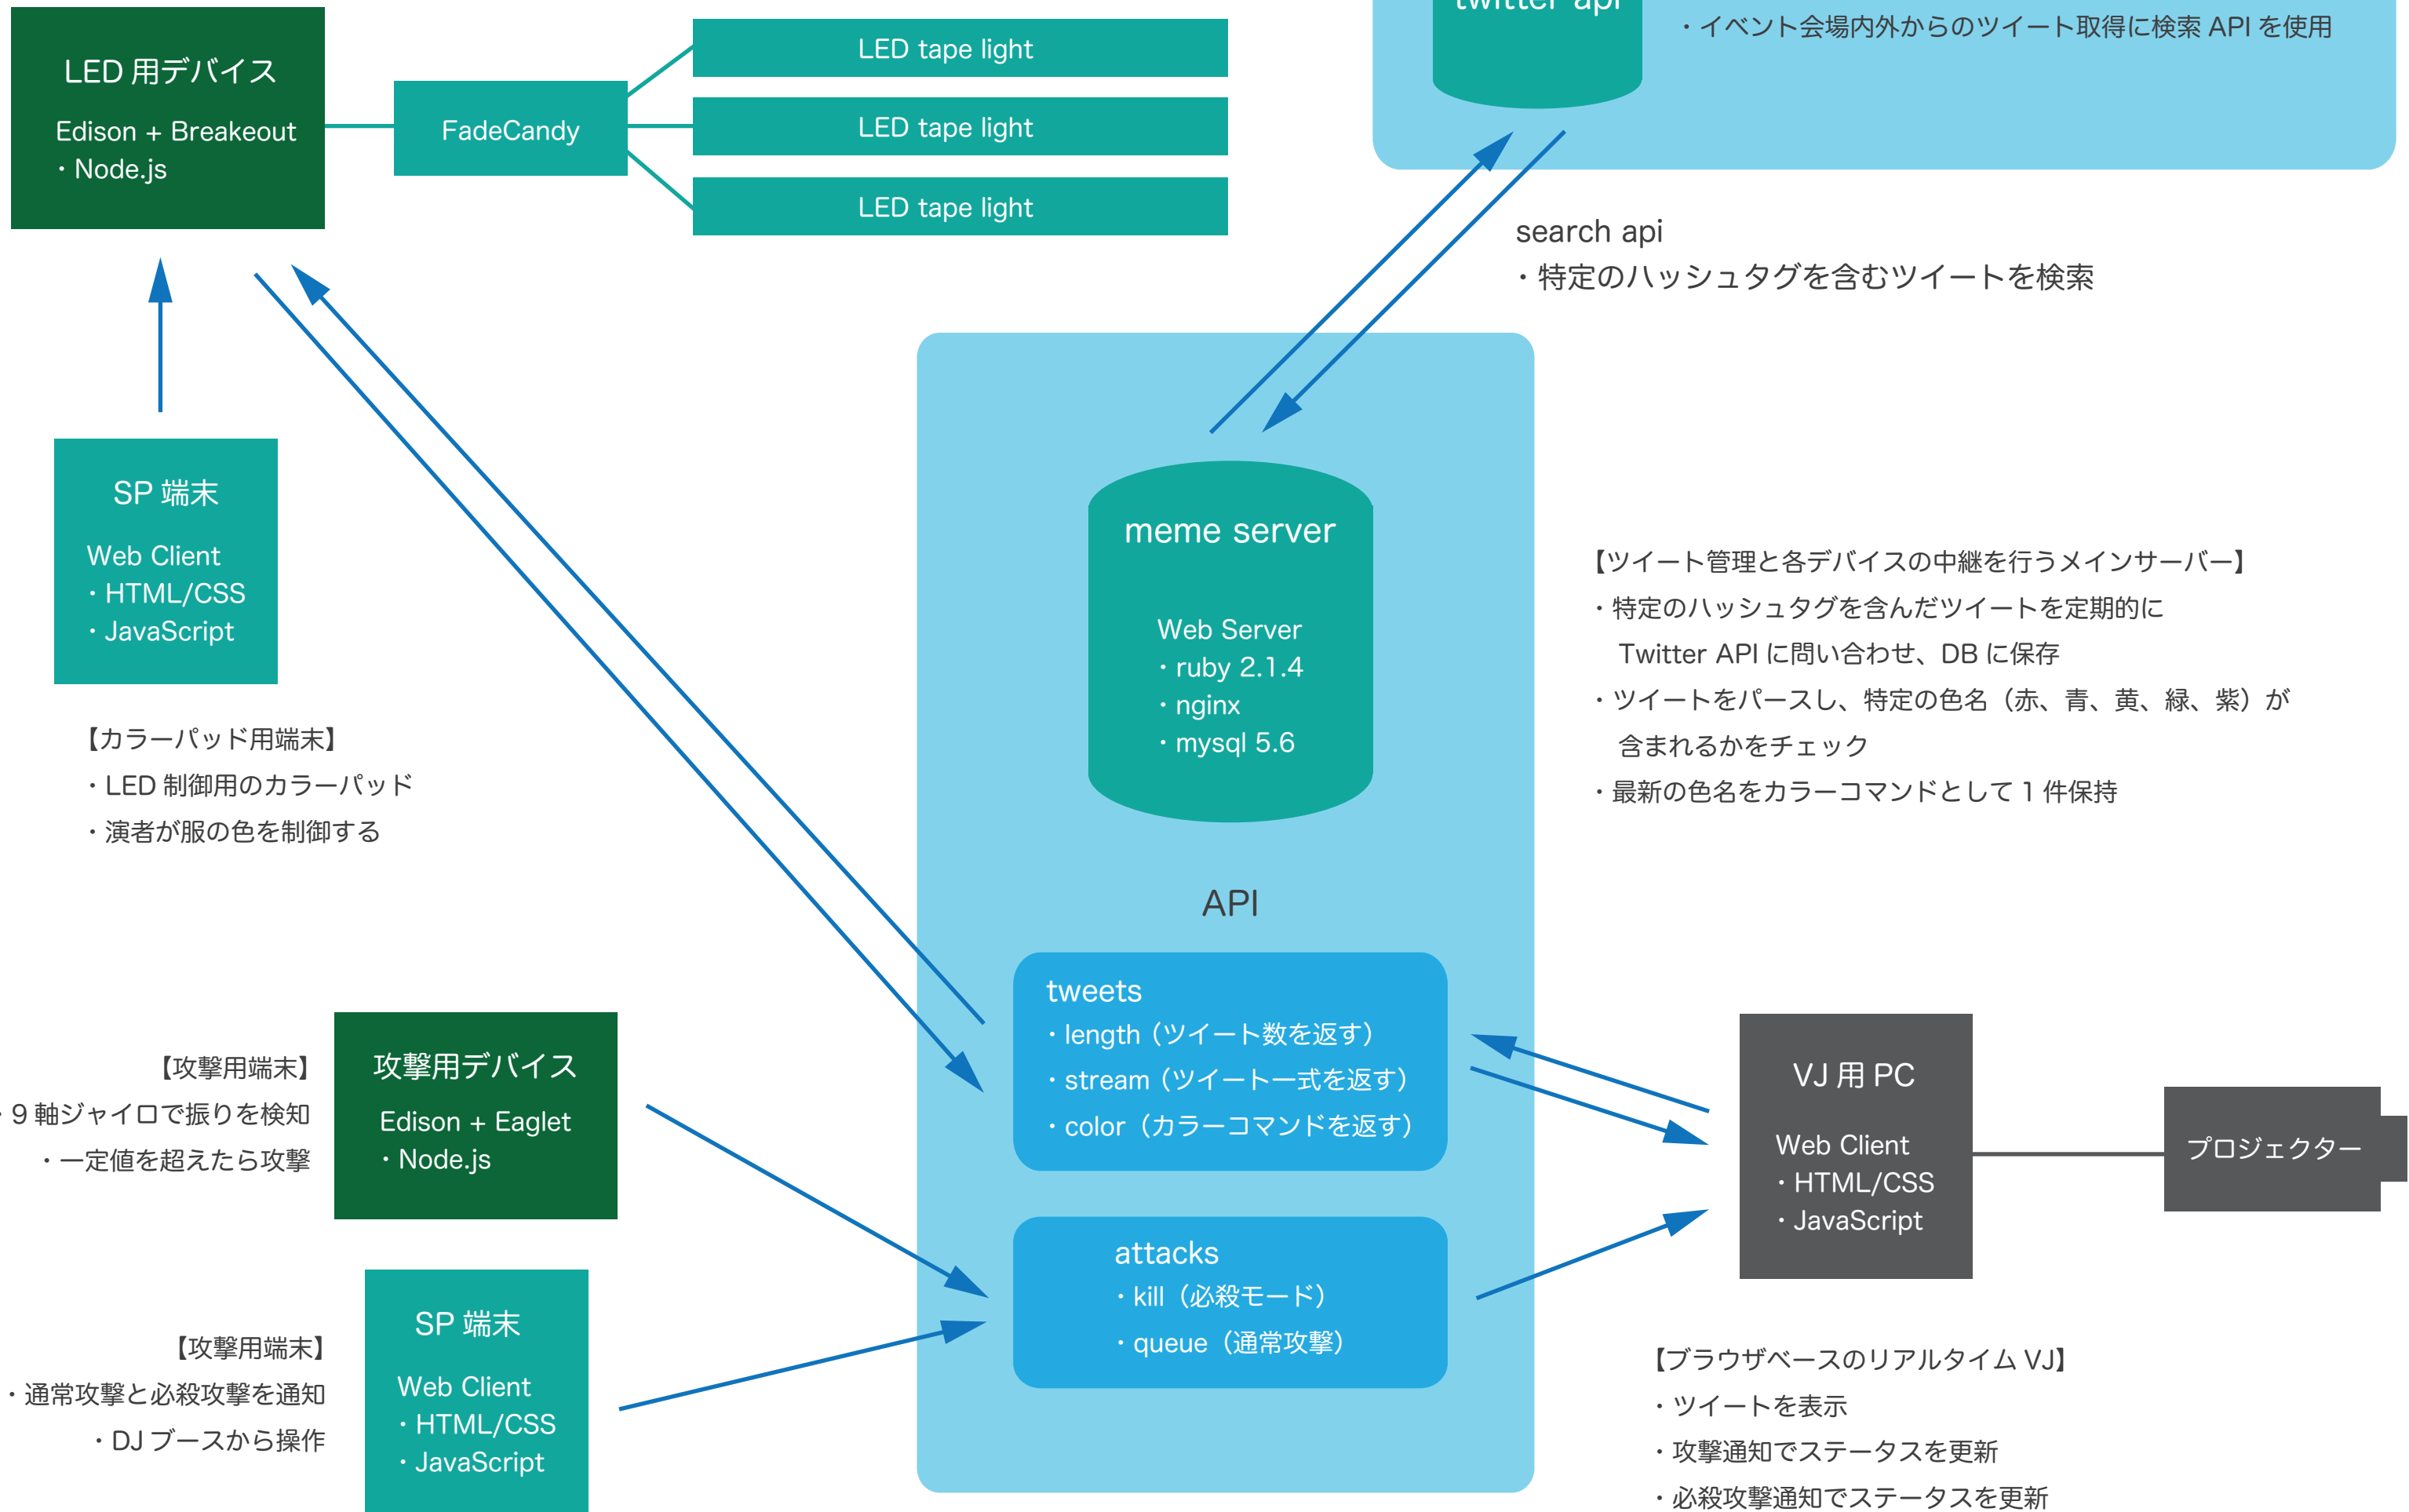 LED 用デバイス
Edison + Breakeout
・Node.js
FadeCandy
LED tape light
LED tape light
LED tape light
twitter api
・イベント会場内外からのツイート取得に検索 API を使用
search api
・特定のハッシュタグを含むツイートを検索
SP 端末
Web Client
・HTML/CSS
・JavaScript
【カラーパッド用端末】
・LED 制御用のカラーパッド
・演者が服の色を制御する
meme server
Web Server
・ruby 2.1.4
・nginx
・mysql 5.6
【ツイート管理と各デバイスの中継を行うメインサーバー】
・特定のハッシュタグを含んだツイートを定期的に
Twitter API に問い合わせ、DB に保存
・ツイートをパースし、特定の色名（赤、青、黄、緑、紫）が
含まれるかをチェック
・最新の色名をカラーコマンドとして 1 件保持
API
tweets
・length（ツイート数を返す）
・stream（ツイート一式を返す）
・color（カラーコマンドを返す）
attacks
・kill（必殺モード）
・queue（通常攻撃）
【攻撃用端末】
・9 軸ジャイロで振りを検知
・一定値を超えたら攻撃
攻撃用デバイス
Edison + Eaglet
・Node.js
【攻撃用端末】
・通常攻撃と必殺攻撃を通知
・DJ ブースから操作
SP 端末
Web Client
・HTML/CSS
・JavaScript
VJ 用 PC
Web Client
・HTML/CSS
・JavaScript
プロジェクター
【ブラウザベースのリアルタイム VJ】
・ツイートを表示
・攻撃通知でステータスを更新
・必殺攻撃通知でステータスを更新